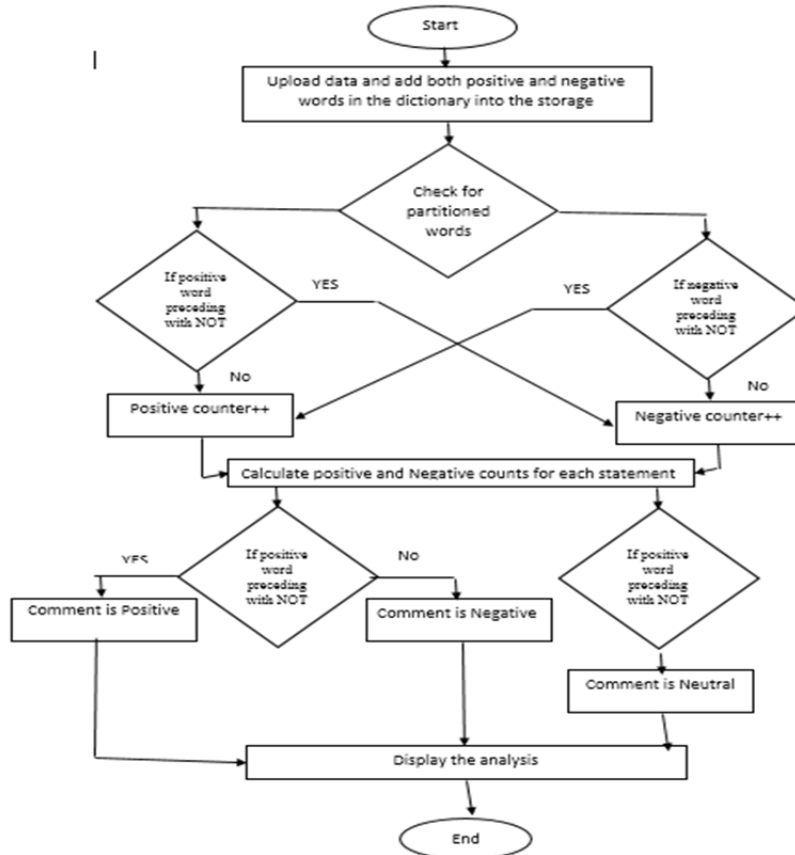 Start
Upload data and add both positive and negative
words in the dictionary into the storage
Check for
partitioned
words
If positive
word
preceding
with NOT
YES
YES
If negative
word
preceding
with NOT
No
No
Positive counter++
Negative counter++
Calculate positive and Negative counts for each statement
YES
If positive
word
preceding
with NOT
No
If positive
word
preceding
with NOT
Comment is Positive
Comment is Negative
Comment is Neutral
Display the analysis
End